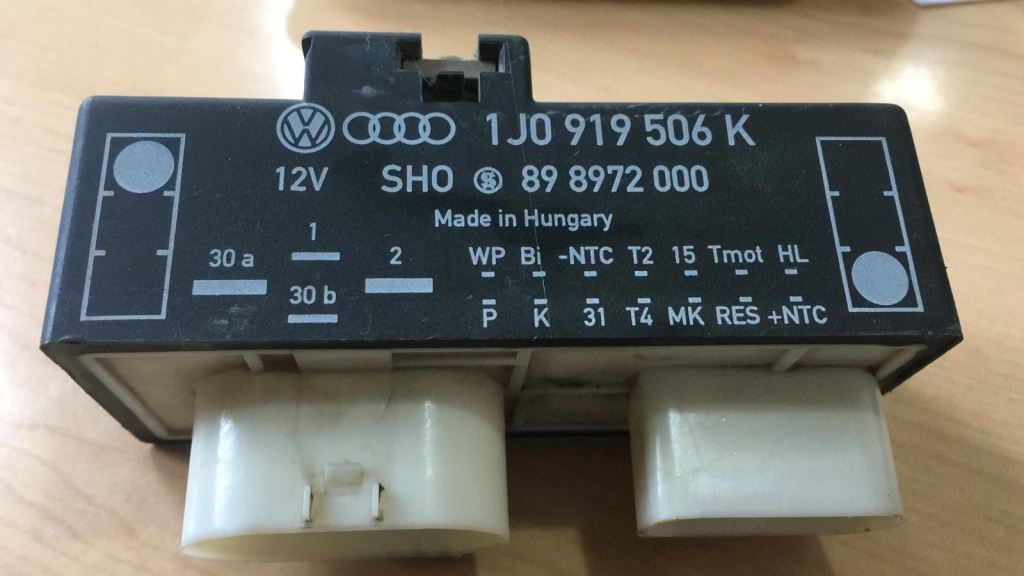 1J0 919 506 K
12V SHO 89 8972 000
Made in Hungary
30 a 1 2
30 b
WP Bi -NTC T2 15 Tmot HL
P K 31 T4 MK RES +NTC